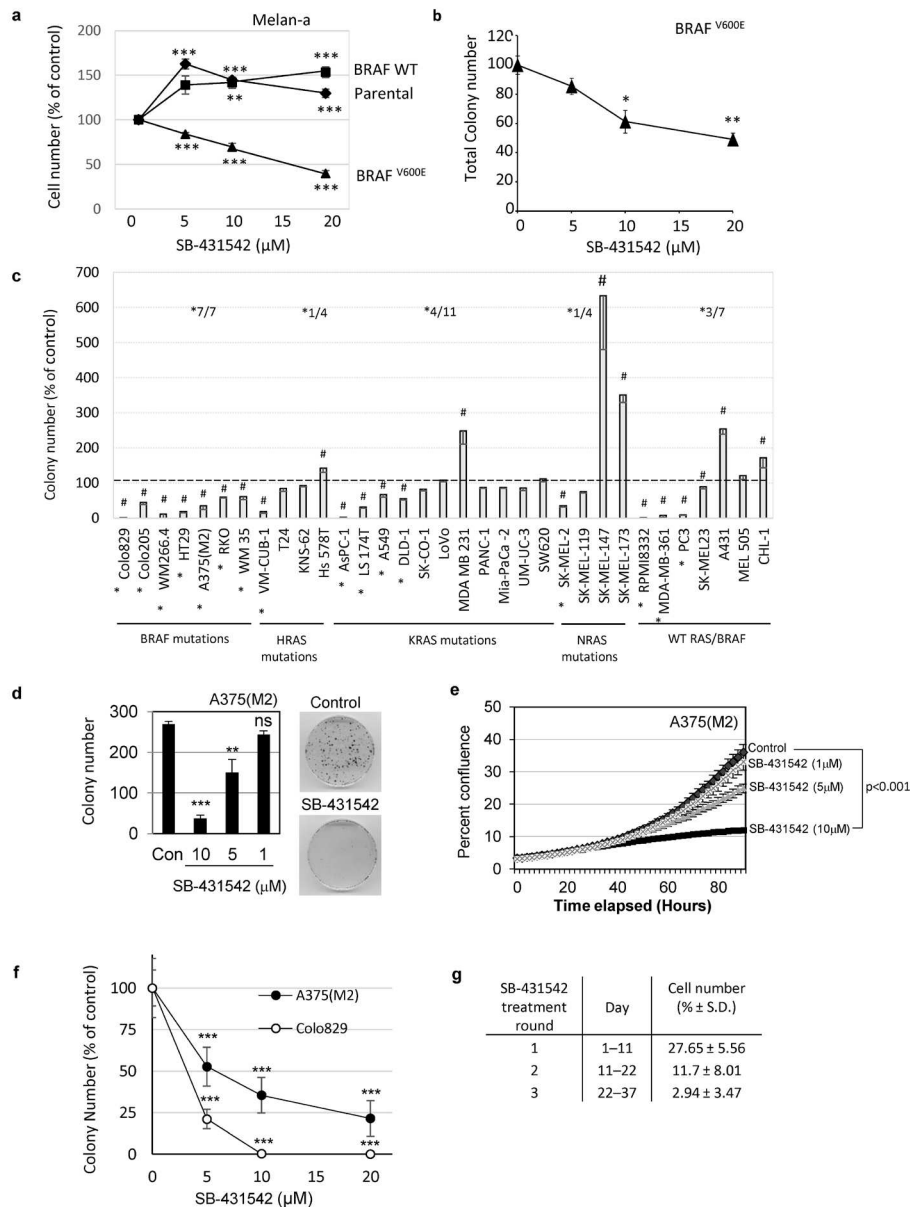 a
Melan-a
Cell number (% of control)
200
150
100
50
0
***
***
**
***
***
***
***
BRAF WT
Parental
BRAF V600E
0 5 10 20
SB-431542 (µM)
b
BRAF V600E
Total Colony number
120
100
80
60
40
20
0
*
**
0 5 10 20
SB-431542 (µM)
c
Colony number (% of control)
700
600
500
400
300
200
100
0
*7/7 *1/4 *4/11 *1/4 *3/7
# # # # # # # # # # # # # # # # # # # # # # #
* Colo829
* Colo205
* WM266.4
* HT29
* A375(M2)
* RKO
* WM 35
* VM-CUB-1
T24
KNS-62
Hs 578T
* AsPC-1
* LS 174T
* A549
* DLD-1
SK-CO-1
LoVo
MDA MB 231
PANC-1
Mia-PaCa -2
UM-UC-3
SW620
* SK-MEL-2
SK-MEL-119
SK-MEL-147
SK-MEL-173
* RPMI8332
* MDA-MB-361
* PC3
SK-MEL23
A431
MEL 505
CHL-1
BRAF mutations
HRAS
mutations
KRAS mutations
NRAS
mutations
WT RAS/BRAF
d
A375(M2)
Colony number
300
200
100
0
***
**
ns
Con 10 5 1
SB-431542 (µM)
Control
SB-431542
e
A375(M2)
Percent confluence
50
40
30
20
10
0
0 20 40 60 80
Time elapsed (Hours)
Control
SB-431542 (1µM)
SB-431542 (5µM)
SB-431542 (10µM)
p<0.001
f
Colony Number (% of control)
100
75
50
25
0
A375(M2)
Colo829
***
***
***
***
***
***
0 5 10 20
SB-431542 (µM)
g
SB-431542 treatment round Day Cell number (% ± S.D.)
1 1–11 27.65 ± 5.56
2 11–22 11.7 ± 8.01
3 22–37 2.94 ± 3.47